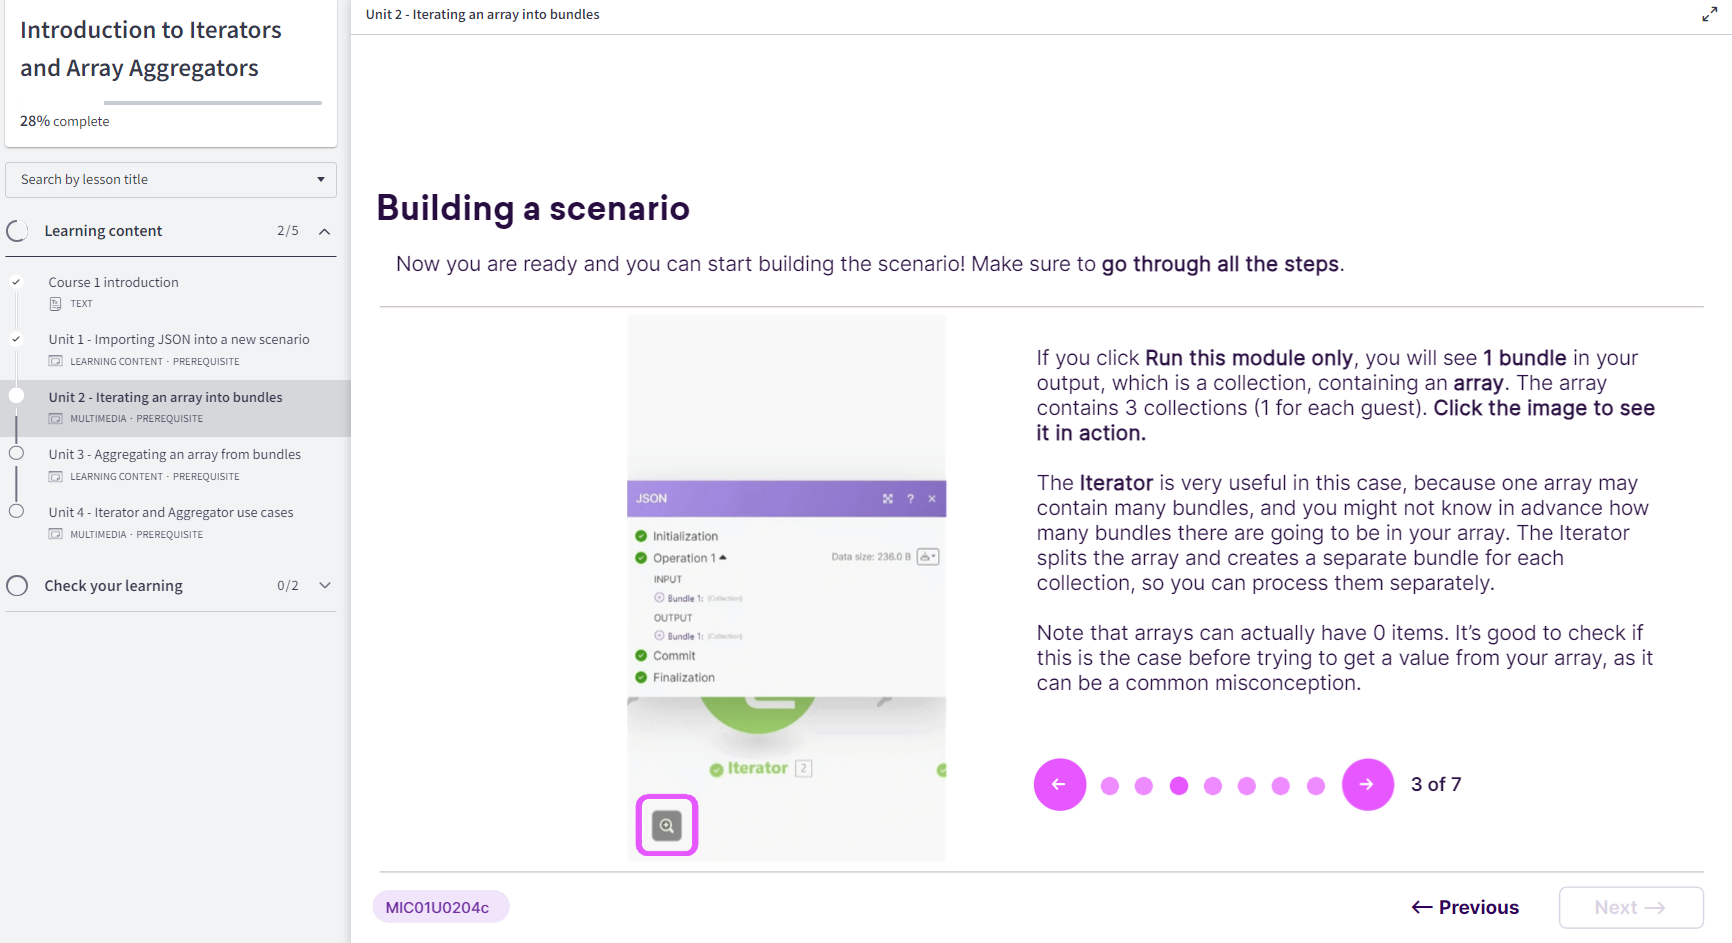 Introduction to Iterators
and Array Aggregators
28% complete
Search by lesson title
Learning content 2/5
Course 1 introduction
TEXT
Unit 1 - Importing JSON into a new scenario
LEARNING CONTENT · PREREQUISITE
Unit 2 - Iterating an array into bundles
MULTIMEDIA · PREREQUISITE
Unit 3 - Aggregating an array from bundles
LEARNING CONTENT · PREREQUISITE
Unit 4 - Iterator and Aggregator use cases
MULTIMEDIA · PREREQUISITE
Check your learning 0/2
Unit 2 - Iterating an array into bundles
Building a scenario
Now you are ready and you can start building the scenario! Make sure to go through all the steps.
JSON ? ×
Initialization
Operation 1 Data size: 236.0 B
INPUT
Bundle 1: (Collection)
OUTPUT
Bundle 1: (Collection)
Commit
Finalization
Iterator 2
If you click Run this module only, you will see 1 bundle in your
output, which is a collection, containing an array. The array
contains 3 collections (1 for each guest). Click the image to see
it in action.
The Iterator is very useful in this case, because one array may
contain many bundles, and you might not know in advance how
many bundles there are going to be in your array. The Iterator
splits the array and creates a separate bundle for each
collection, so you can process them separately.
Note that arrays can actually have 0 items. It’s good to check if
this is the case before trying to get a value from your array, as it
can be a common misconception.
← → 3 of 7
MIC01U0204c
← Previous
Next →